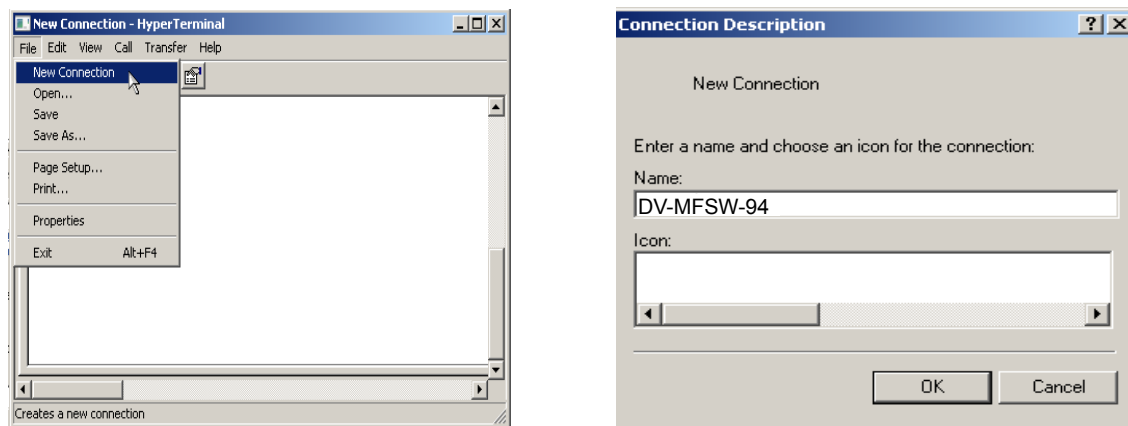 New Connection - HyperTerminal
File Edit View Call Transfer Help
New Connection
Open...
Save
Save As...
Page Setup...
Print...
Properties
Exit Alt+F4
Creates a new connection
Connection Description
New Connection
Enter a name and choose an icon for the connection:
Name:
DV-MFSW-94
Icon:
OK Cancel